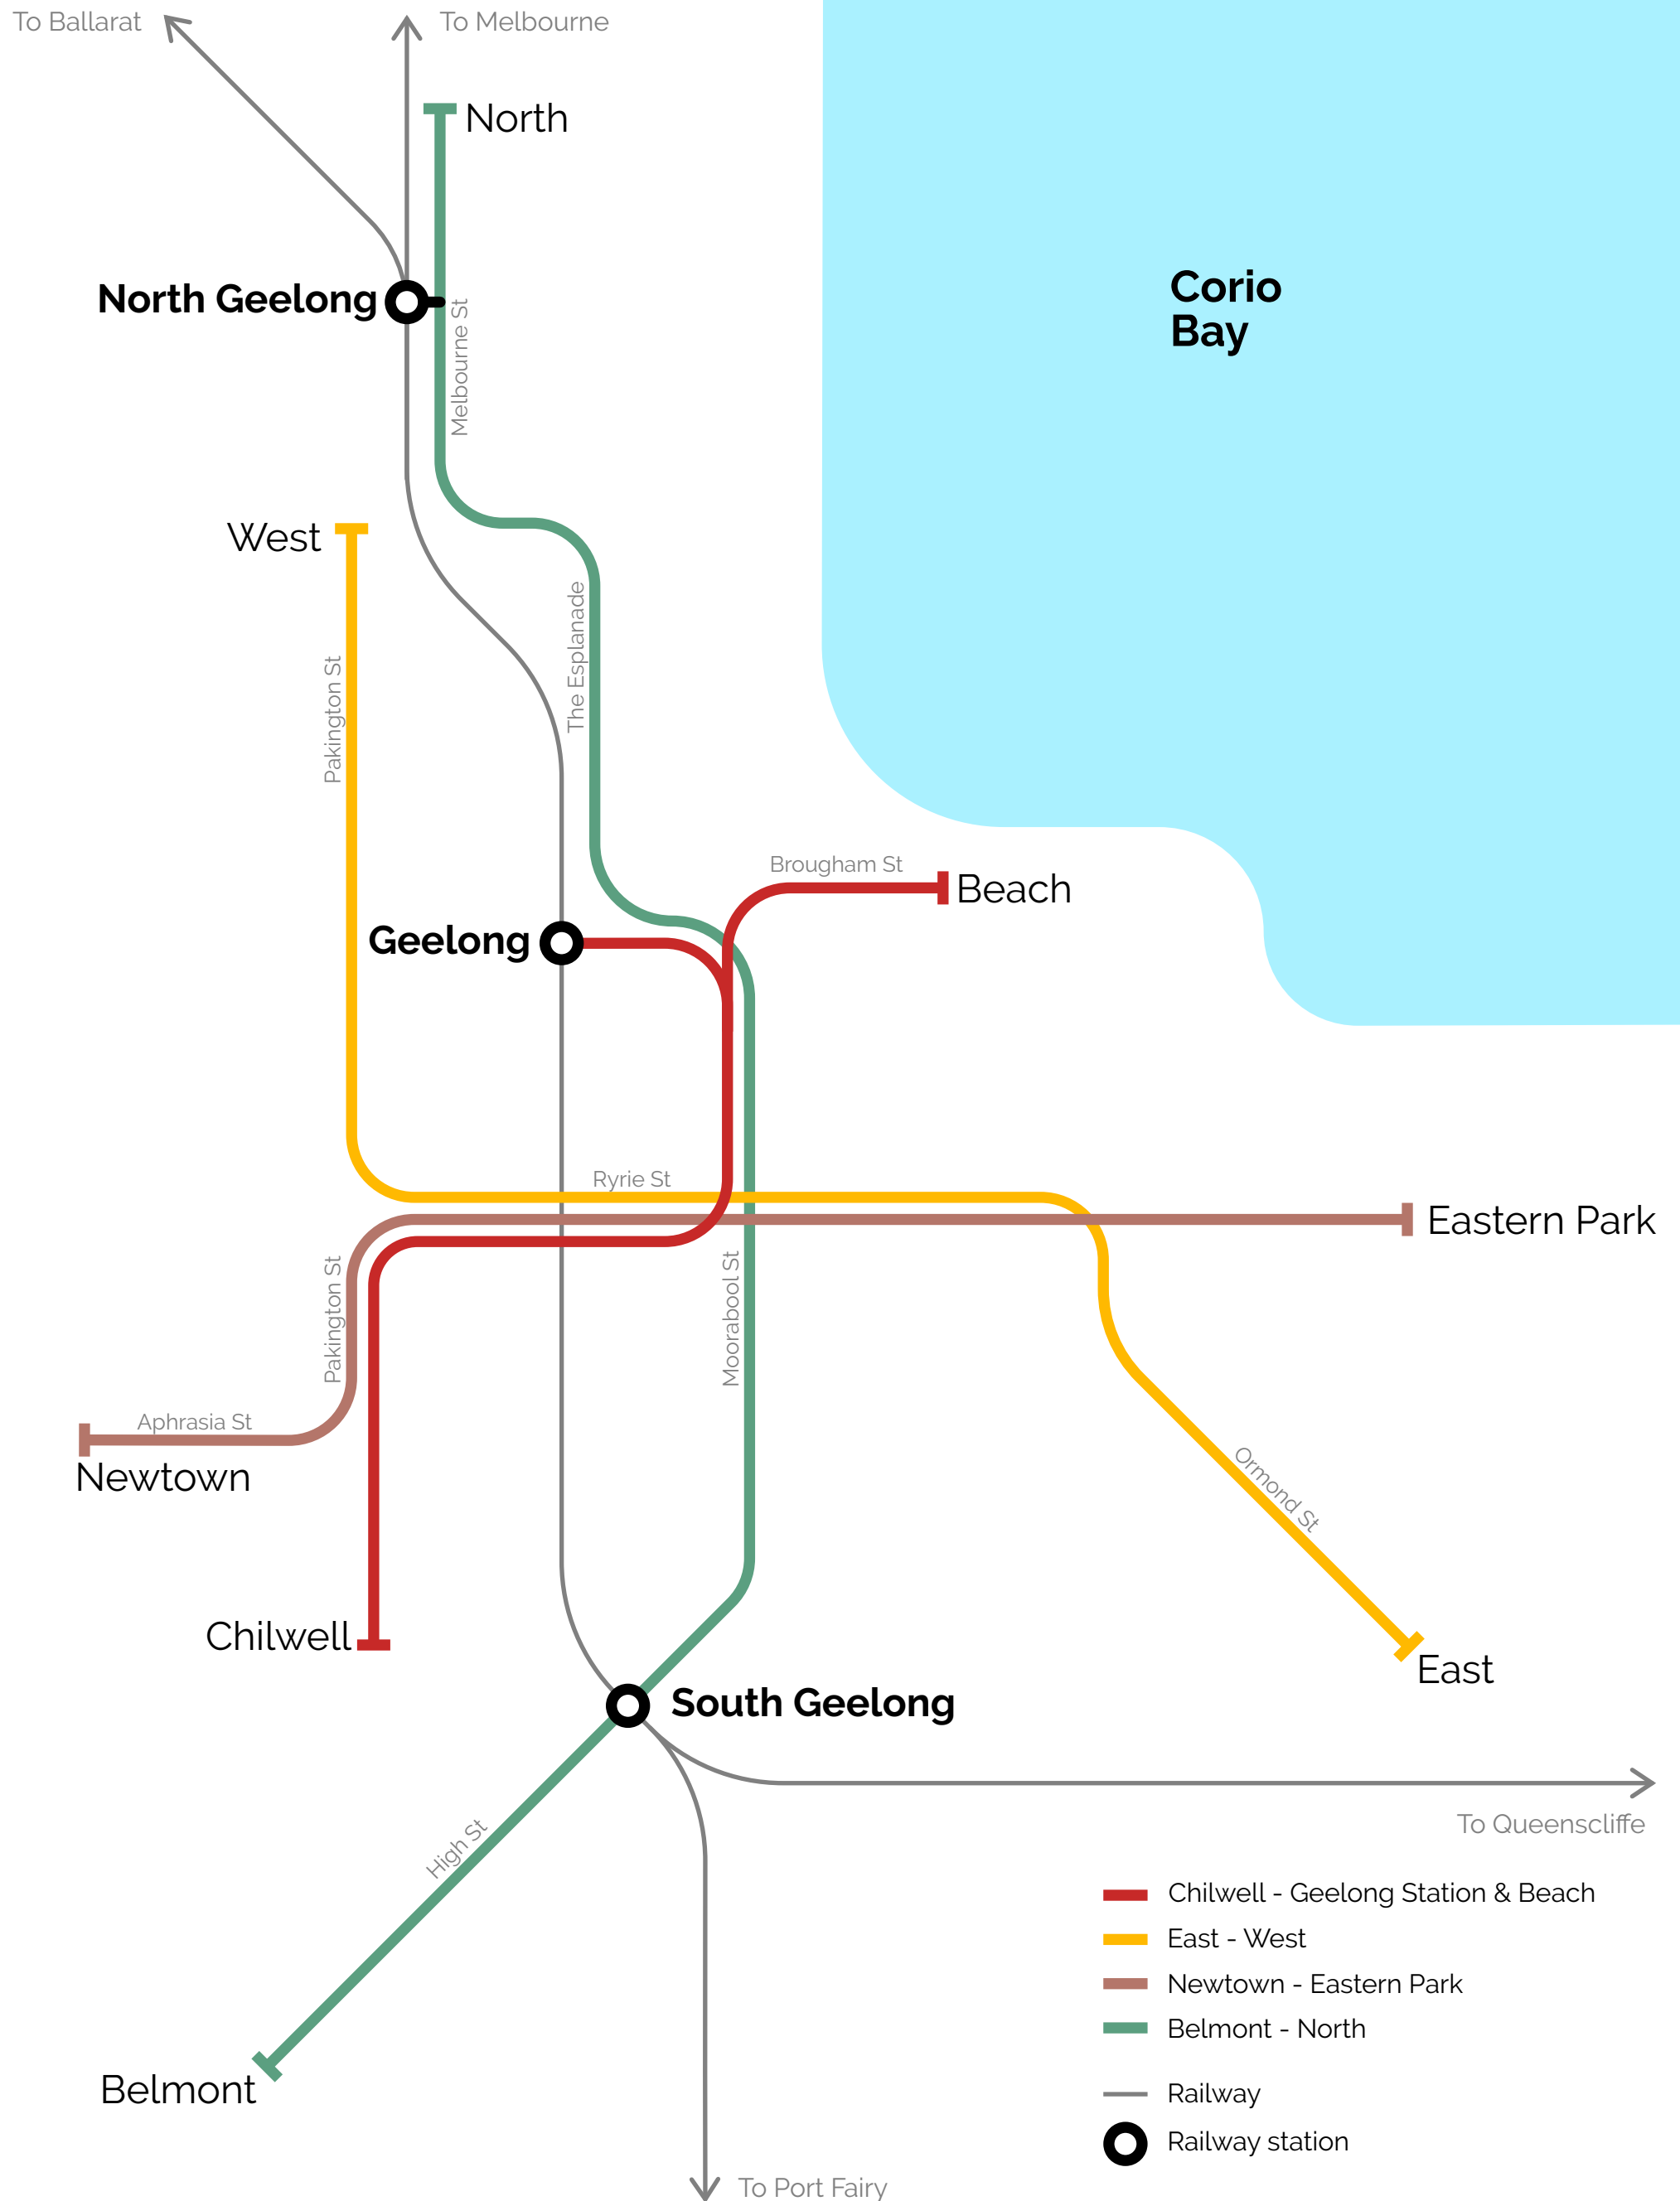 To Ballarat
To Melbourne
North
North Geelong
Corio
Bay
Melbourne St
West
The Esplanade
Pakington St
Brougham St
Beach
Geelong
Ryrie St
Eastern Park
Pakington St
Moorabool St
Aphrasia St
Newtown
Ormond St
Chilwell
East
South Geelong
To Queenscliffe
High St
Chilwell - Geelong Station & Beach
East - West
Newtown - Eastern Park
Belmont - North
Belmont
Railway
Railway station
To Port Fairy